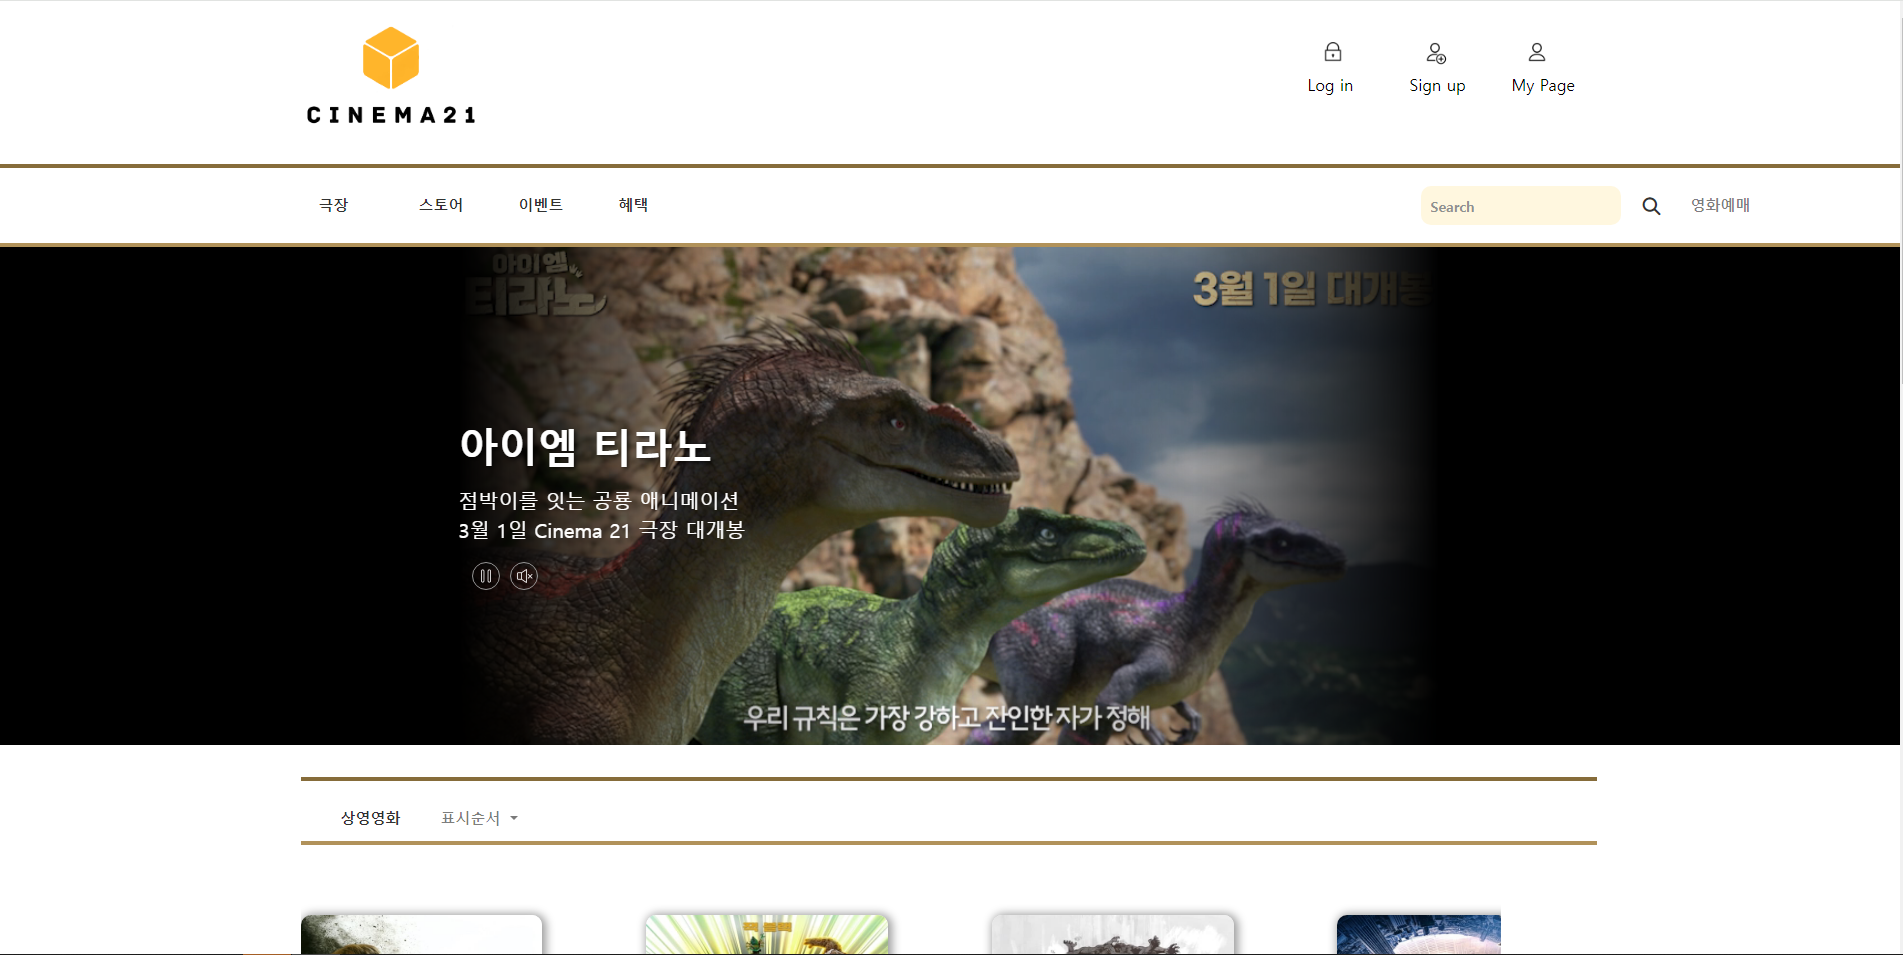 CINEMA21
Log in
Sign up
My Page
극장
스토어
이벤트
혜택
Search
영화예매
아이엠
티라노
3월 1일 대개봉
아이엠 티라노
점박이를 잇는 공룡 애니메이션
3월 1일 Cinema 21 극장 대개봉
우리 규칙은 가장 강하고 잔인한 자가 정해
상영영화
표시순서